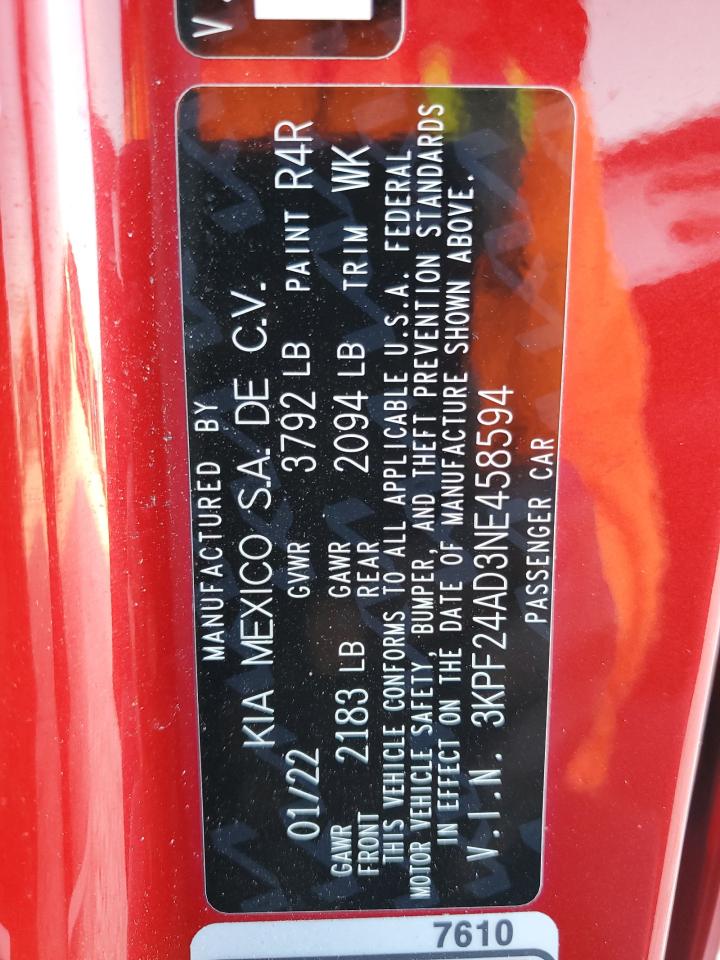 V.
MANUFACTURED BY
KIA MEXICO S.A. DE C.V.
01/22 GVWR 3792 LB PAINT R4R
GAWR FRONT 2183 LB GAWR REAR 2094 LB TRIM WK
THIS VEHICLE CONFORMS TO ALL APPLICABLE U.S.A. FEDERAL
MOTOR VEHICLE SAFETY, BUMPER, AND THEFT PREVENTION STANDARDS
IN EFFECT ON THE DATE OF MANUFACTURE SHOWN ABOVE.
V.I.N. 3KPF24AD3NE458594
PASSENGER CAR
7610